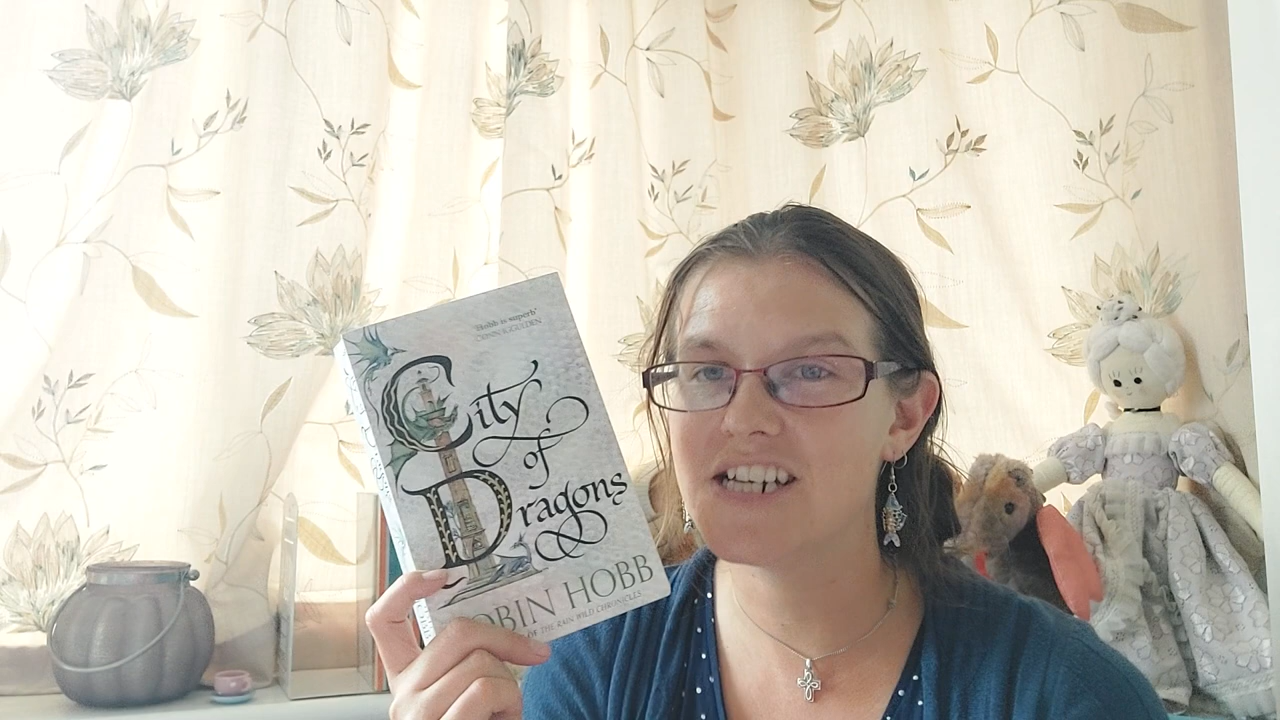 'Hobb is superb'
CONN IGGULDEN
City
of
Dragons
OBIN HOBB
OF THE RAIN WILD CHRONICLES